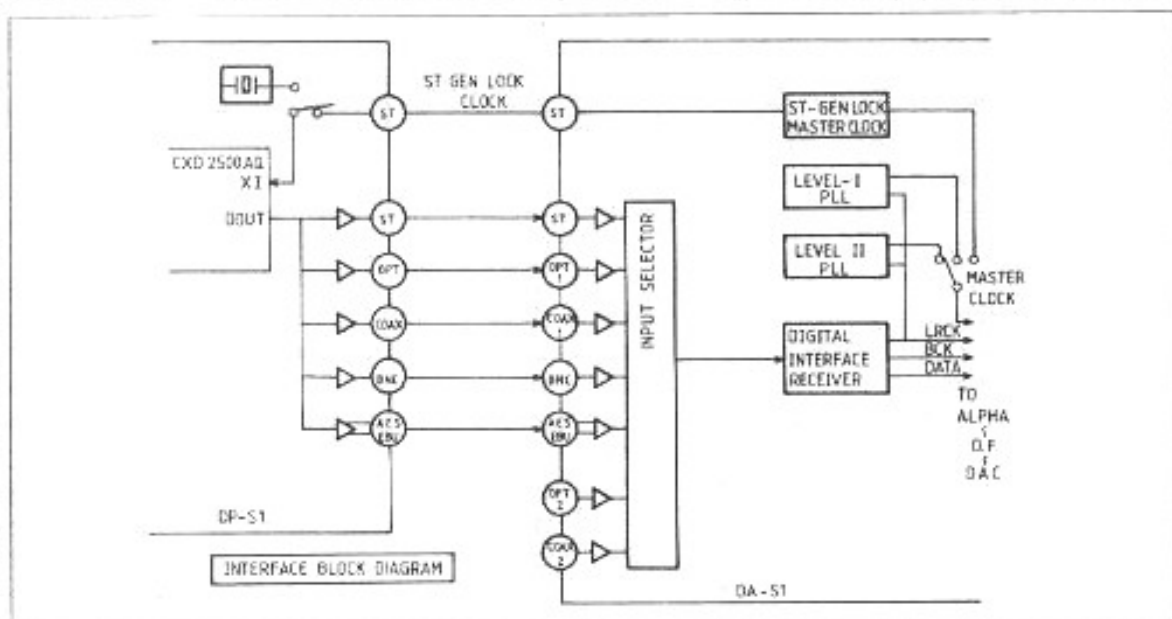 ST GEN LOCK
CLOCK
ST
ST
ST-GEN LOCK
MASTER CLOCK
CXD 2500AQ
XI
DOUT
LEVEL-I
PLL
LEVEL II
PLL
MASTER
CLOCK
ST
OPT
COAX
BNC
AES
EBU
ST
OPT
1
COAX
1
BNC
AES
EBU
OPT
2
COAX
2
INPUT SELECTOR
DIGITAL
INTERFACE
RECEIVER
LRCK
BCK
DATA
TO
ALPHA
D.F
DAC
DP-S1
INTERFACE BLOCK DIAGRAM
DA-S1